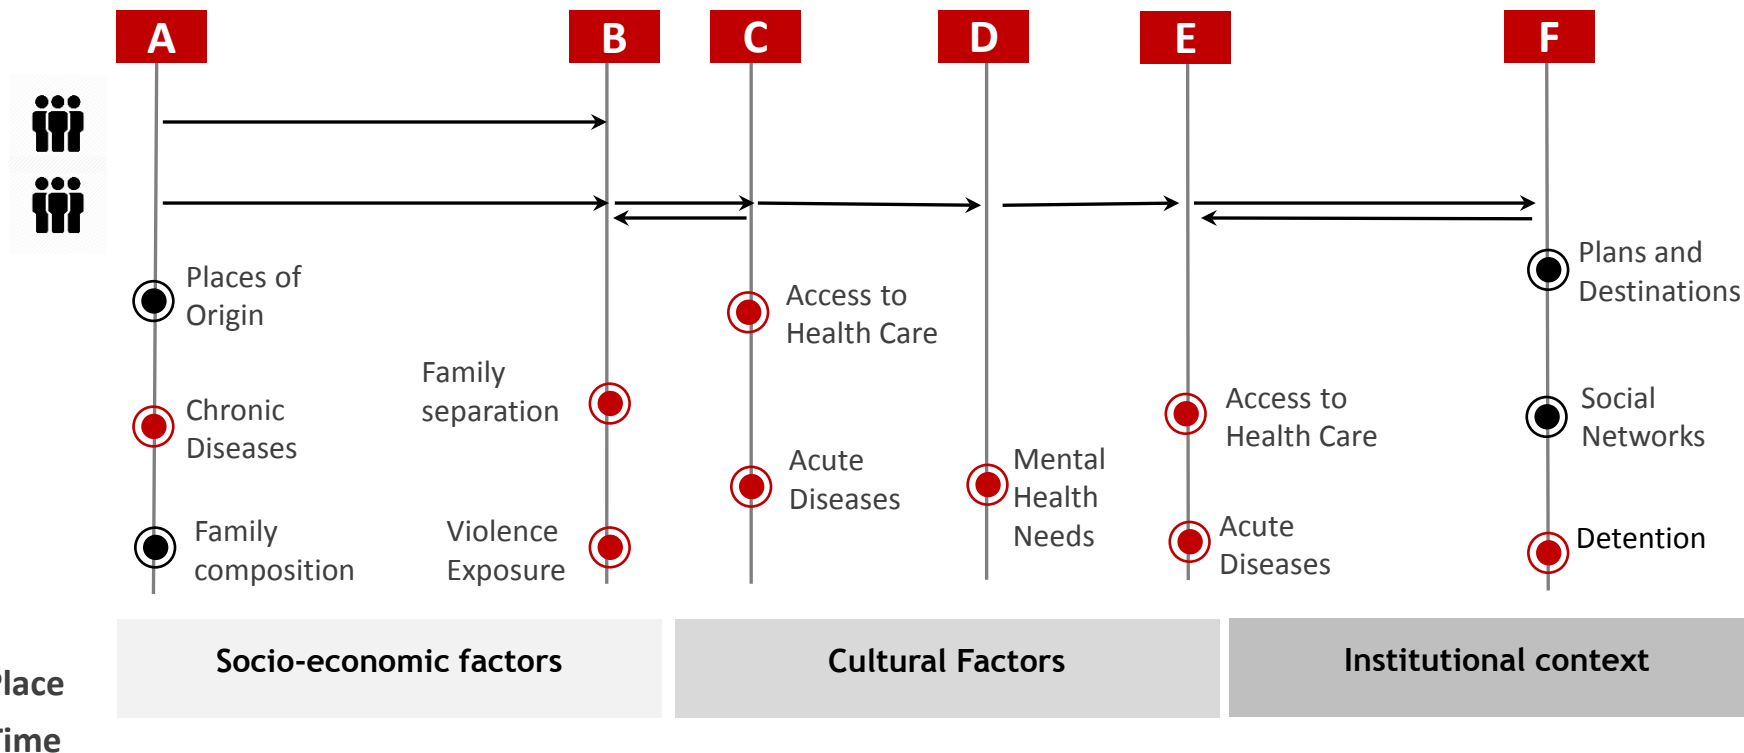 A
B
C
D
E
F
Places of
Origin
Chronic
Diseases
Family
composition
Family
separation
Violence
Exposure
Access to
Health Care
Acute
Diseases
Mental
Health
Needs
Access to
Health Care
Acute
Diseases
Plans and
Destinations
Social
Networks
Detention
Socio-economic factors
Cultural Factors
Institutional context
Place
Time